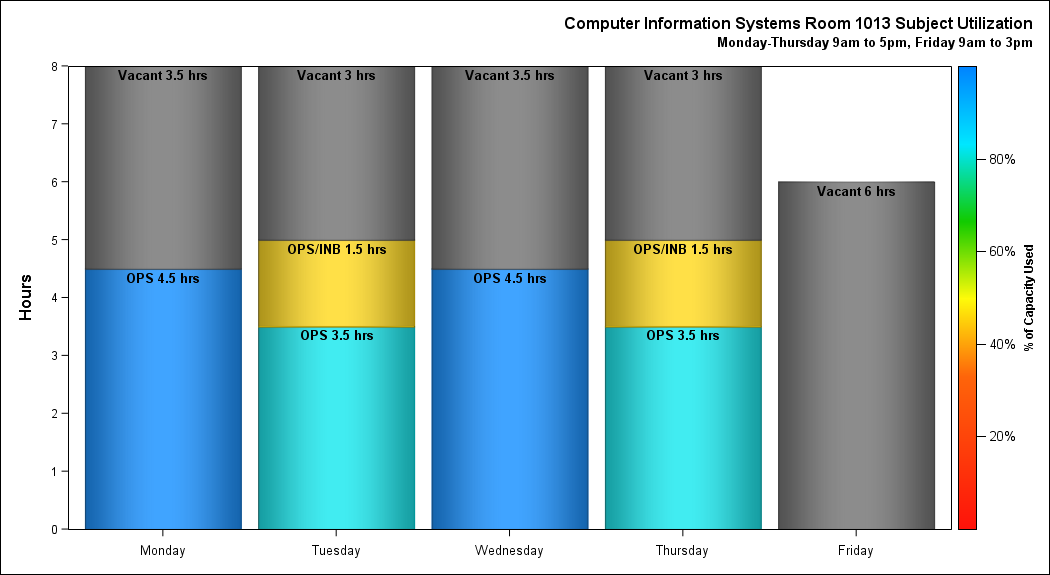 Computer Information Systems Room 1013 Subject Utilization
Monday-Thursday 9am to 5pm, Friday 9am to 3pm
8
7
6
5
4
3
2
1
0
Hours
Vacant 3.5 hrs
OPS 4.5 hrs
Vacant 3 hrs
OPS/INB 1.5 hrs
OPS 3.5 hrs
Vacant 3.5 hrs
OPS 4.5 hrs
Vacant 3 hrs
OPS/INB 1.5 hrs
OPS 3.5 hrs
Vacant 6 hrs
Monday
Tuesday
Wednesday
Thursday
Friday
80%
60%
40%
20%
% of Capacity Used